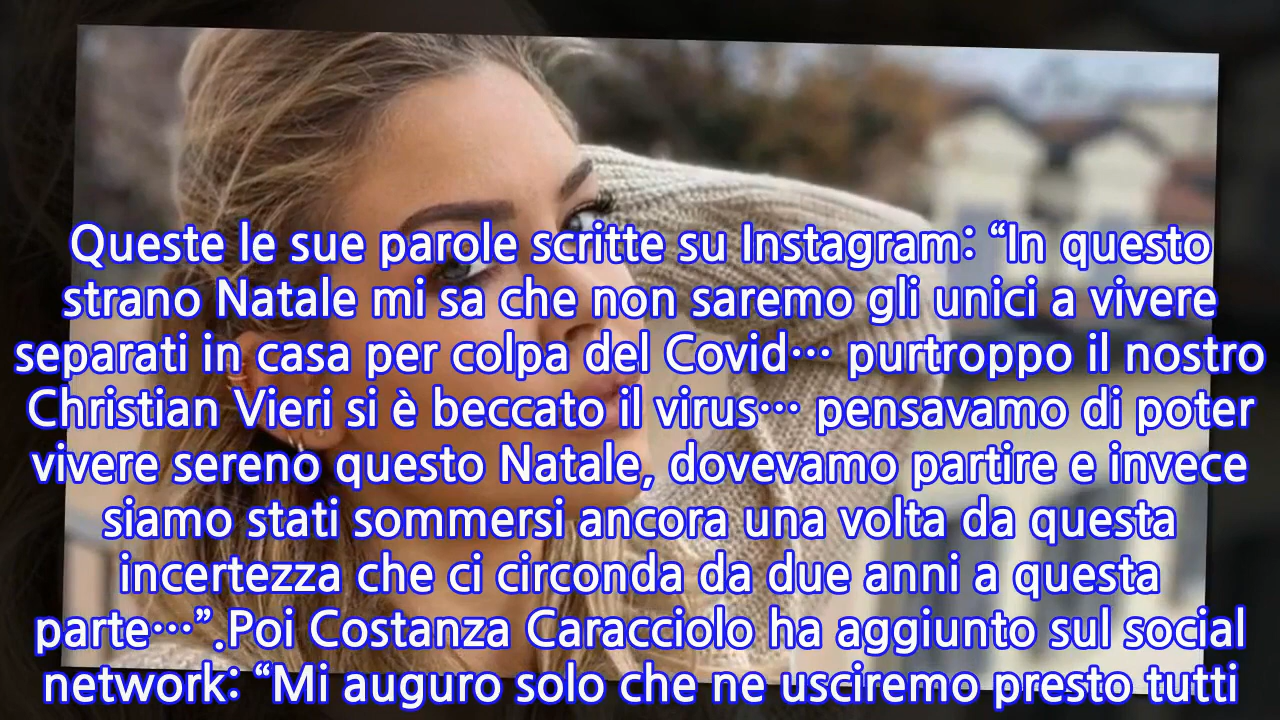 Queste le sue parole scritte su Instagram: “In questo
strano Natale mi sa che non saremo gli unici a vivere
separati in casa per colpa del Covid··· purtroppo il nostro
Christian Vieri si è beccato il virus··· pensavamo di poter
vivere sereno questo Natale, dovevamo partire e invece
siamo stati sommersi ancora una volta da questa
incertezza che ci circonda da due anni a questa
parte···”.Poi Costanza Caracciolo ha aggiunto sul social
network: “Mi auguro solo che ne usciremo presto tutti